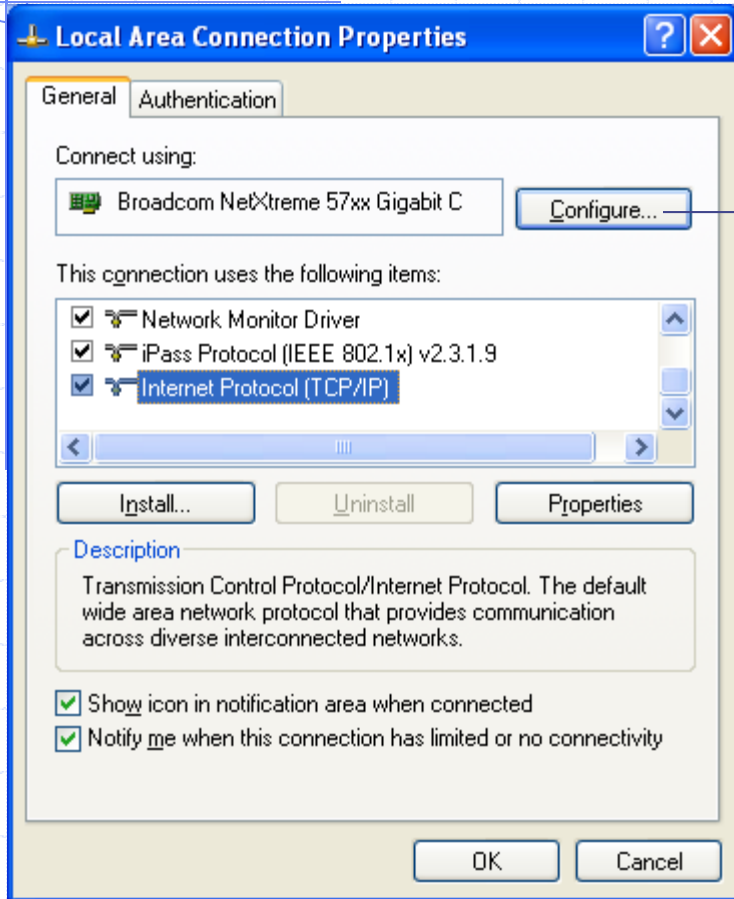 Local Area Connection Properties
General
Authentication
Connect using:
Broadcom NetXtreme 57xx Gigabit C
Configure...
This connection uses the following items:
Network Monitor Driver
iPass Protocol (IEEE 802.1x) v2.3.1.9
Internet Protocol (TCP/IP)
Install...
Uninstall
Properties
Description
Transmission Control Protocol/Internet Protocol. The default
wide area network protocol that provides communication
across diverse interconnected networks.
Show icon in notification area when connected
Notify me when this connection has limited or no connectivity
OK
Cancel